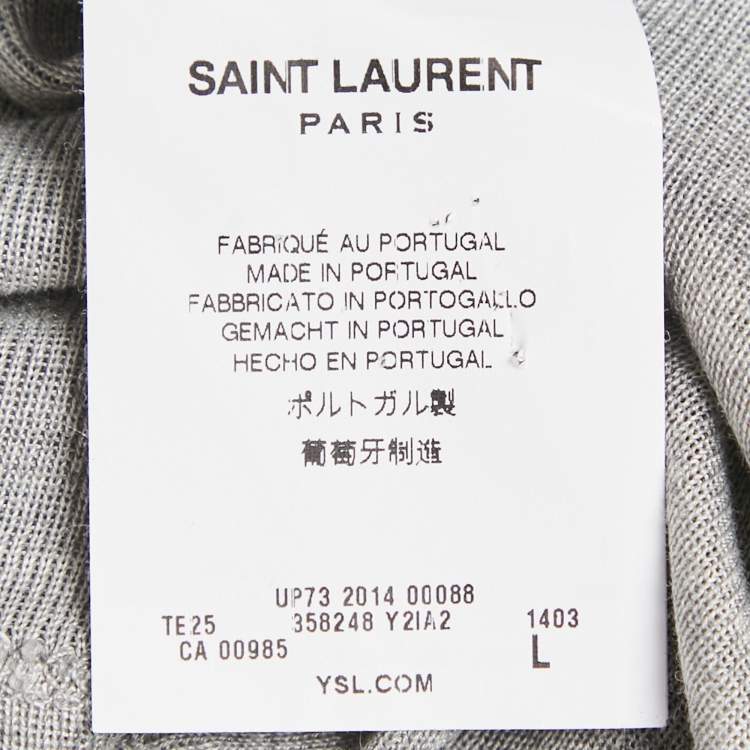 SAINT LAURENT
PARIS
FABRIQUÉ AU PORTUGAL
MADE IN PORTUGAL
FABBRICATO IN PORTOGALLO
GEMACHT IN PORTUGAL
HECHO EN PORTUGAL
ポルトガル製
葡萄牙制造
UP73 2014 00088
TE25 358248 Y2IA2 1403
CA 00985 L
YSL.COM